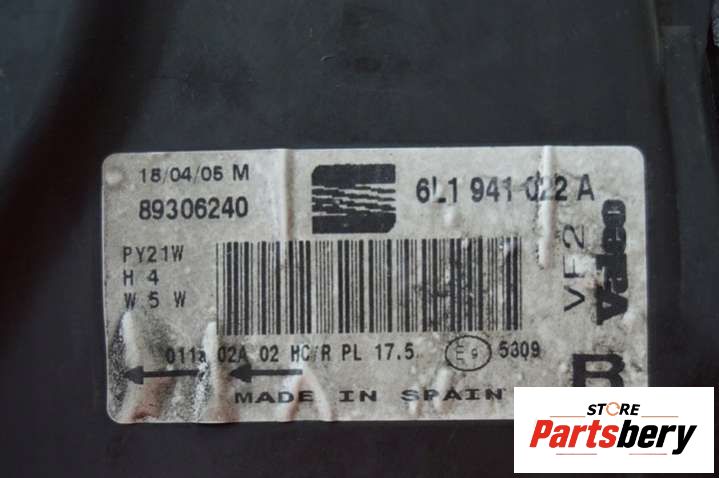 18/04/05 M
89306240
6L1 941 022 A
PY21W
H 4
W 5 W
VF2
Valeo
02A 02 HC/R PL 17.5
5309
MADE IN SPAIN
STORE
Partsbery